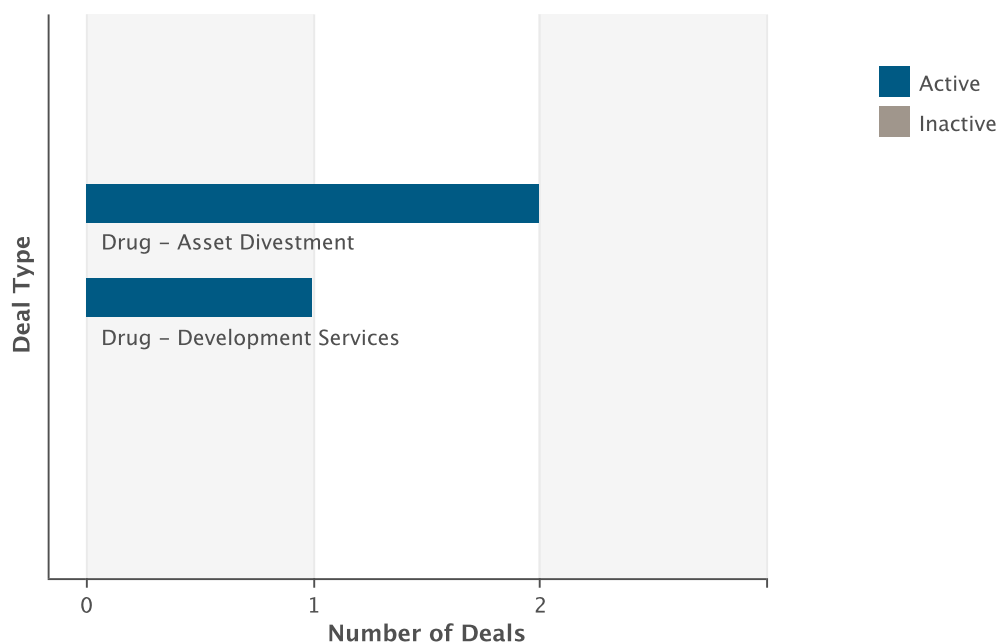 Active
Inactive
Drug – Asset Divestment
Drug – Development Services
Deal Type
0 1 2
Number of Deals